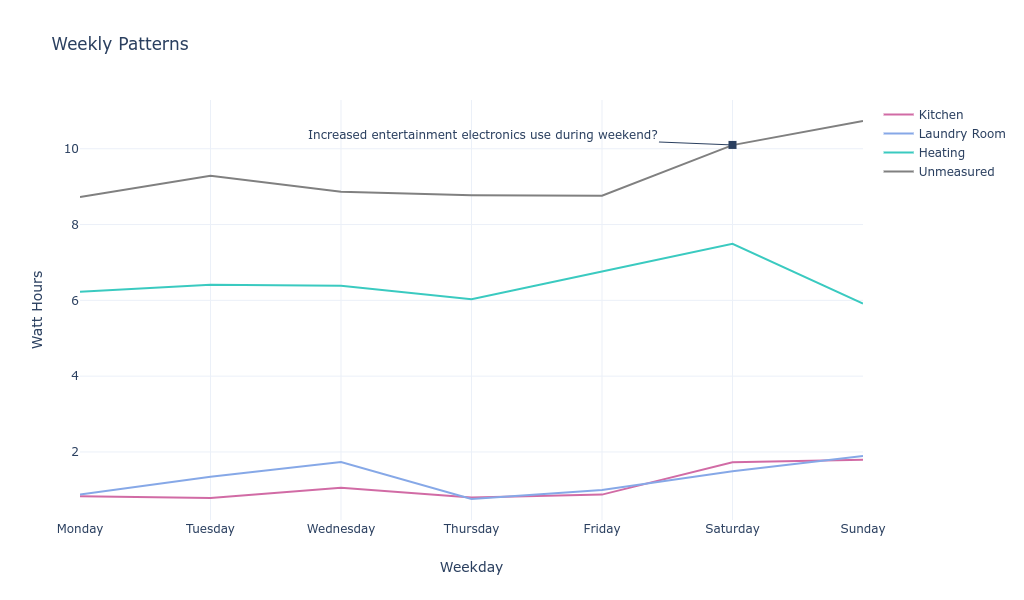 Weekly Patterns
Kitchen
Laundry Room
Heating
Unmeasured
Increased entertainment electronics use during weekend?
10
8
6
4
2
Watt Hours
Monday Tuesday Wednesday Thursday Friday Saturday Sunday
Weekday